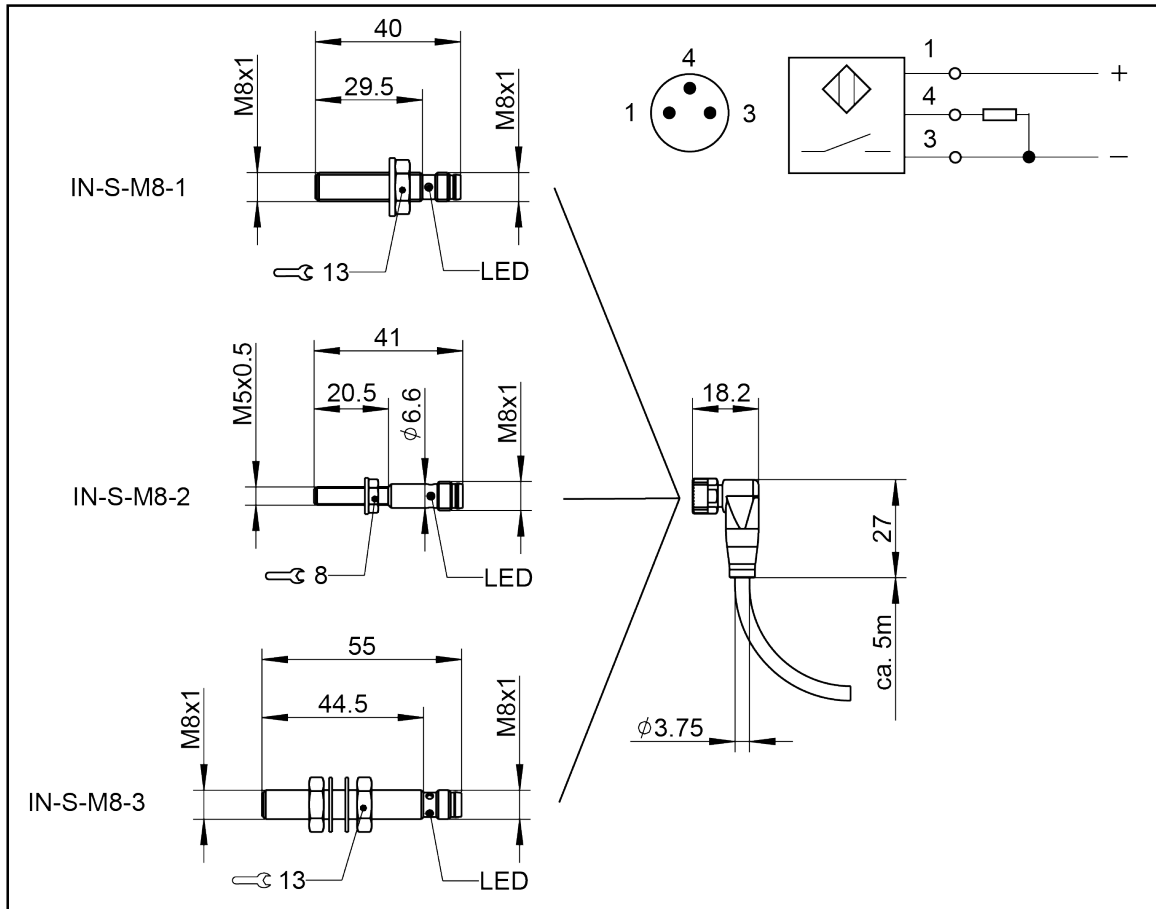 40
29.5
M8x1
M8x1
IN-S-M8-1
13
LED
4
1
3
1
+
4
3
–
41
20.5
M5x0.5
ϕ6.6
M8x1
IN-S-M8-2
8
LED
18.2
27
ca. 5m
ϕ3.75
55
44.5
M8x1
M8x1
IN-S-M8-3
13
LED